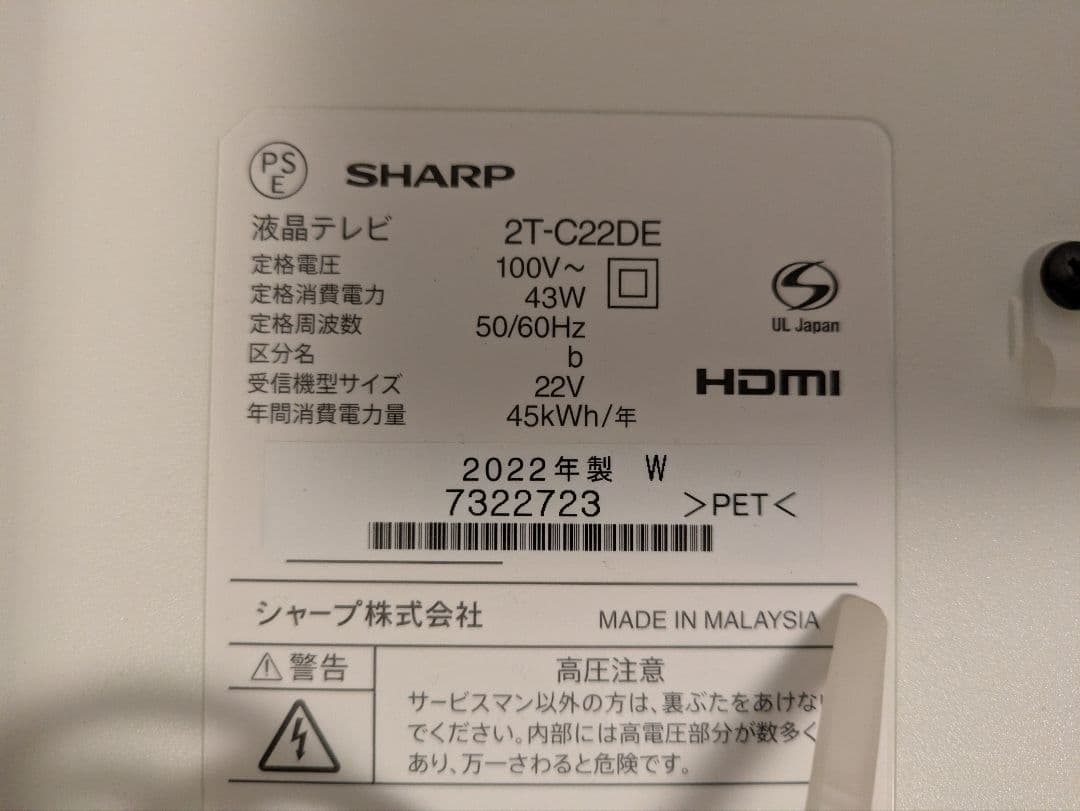 PS
E
SHARP
液晶テレビ 2T-C22DE
定格電圧 100V～
定格消費電力 43W
定格周波数 50/60Hz
区分名 b
受信機型サイズ 22V
年間消費電力量 45kWh/年
UL Japan
HDMI
2022年製 W
7322723 >PET<
シャープ株式会社 MADE IN MALAYSIA
警告
高圧注意
サービスマン以外の方は、裏ぶたをあけな
でください。内部には高電圧部分が数多く
あり、万一さわると危険です。